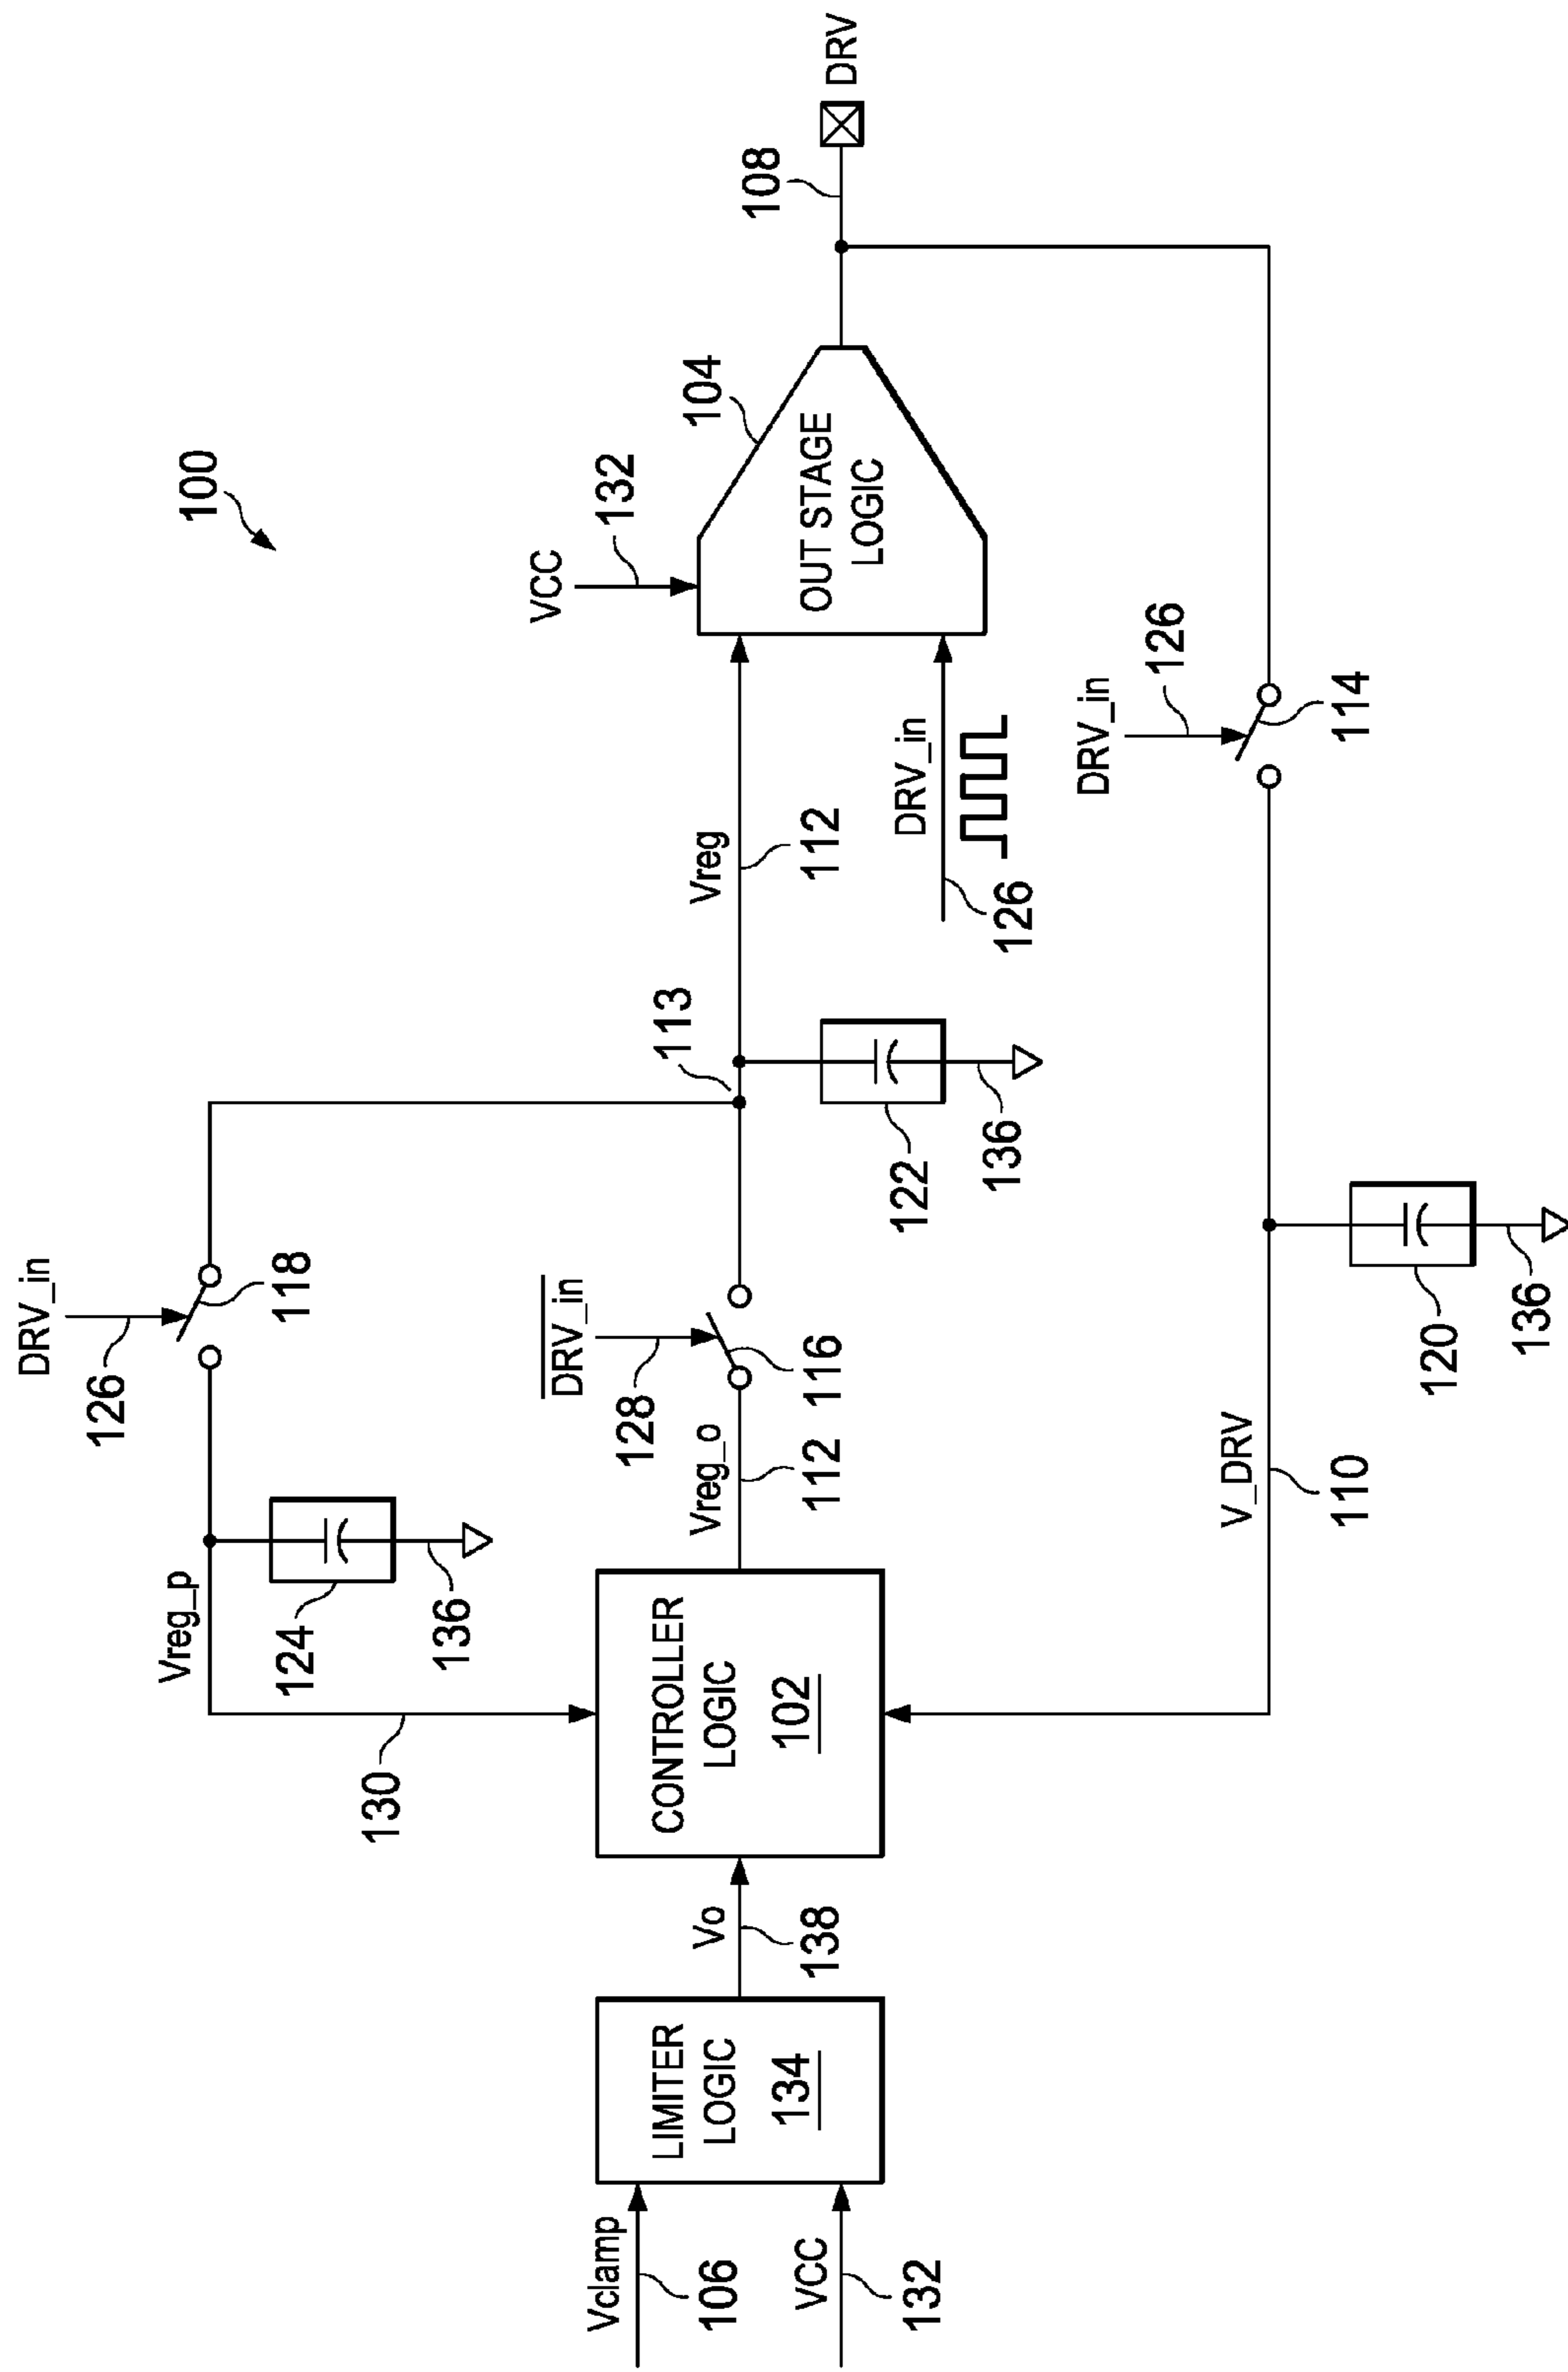 100
DRV_in
126
118
Vreg_p
124
136
130
DRV_in
128
116
Vreg_o
112
113
Vreg
112
122
136
VCC
132
104
OUT STAGE
LOGIC
108
DRV
DRV_in
126
Vclamp
106
VCC
132
LIMITER
LOGIC
134
Vo
138
CONTROLLER
LOGIC
102
DRV_in
126
114
V_DRV
110
120
136